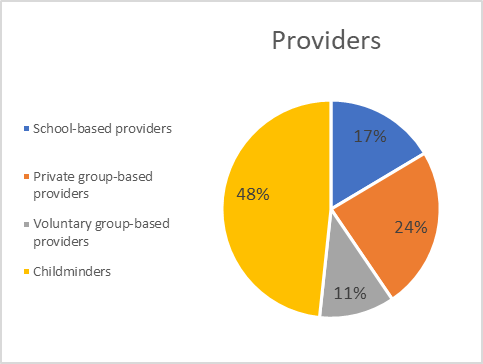 Providers
School-based providers
Private group-based
providers
Voluntary group-based
providers
Childminders
17%
24%
11%
48%